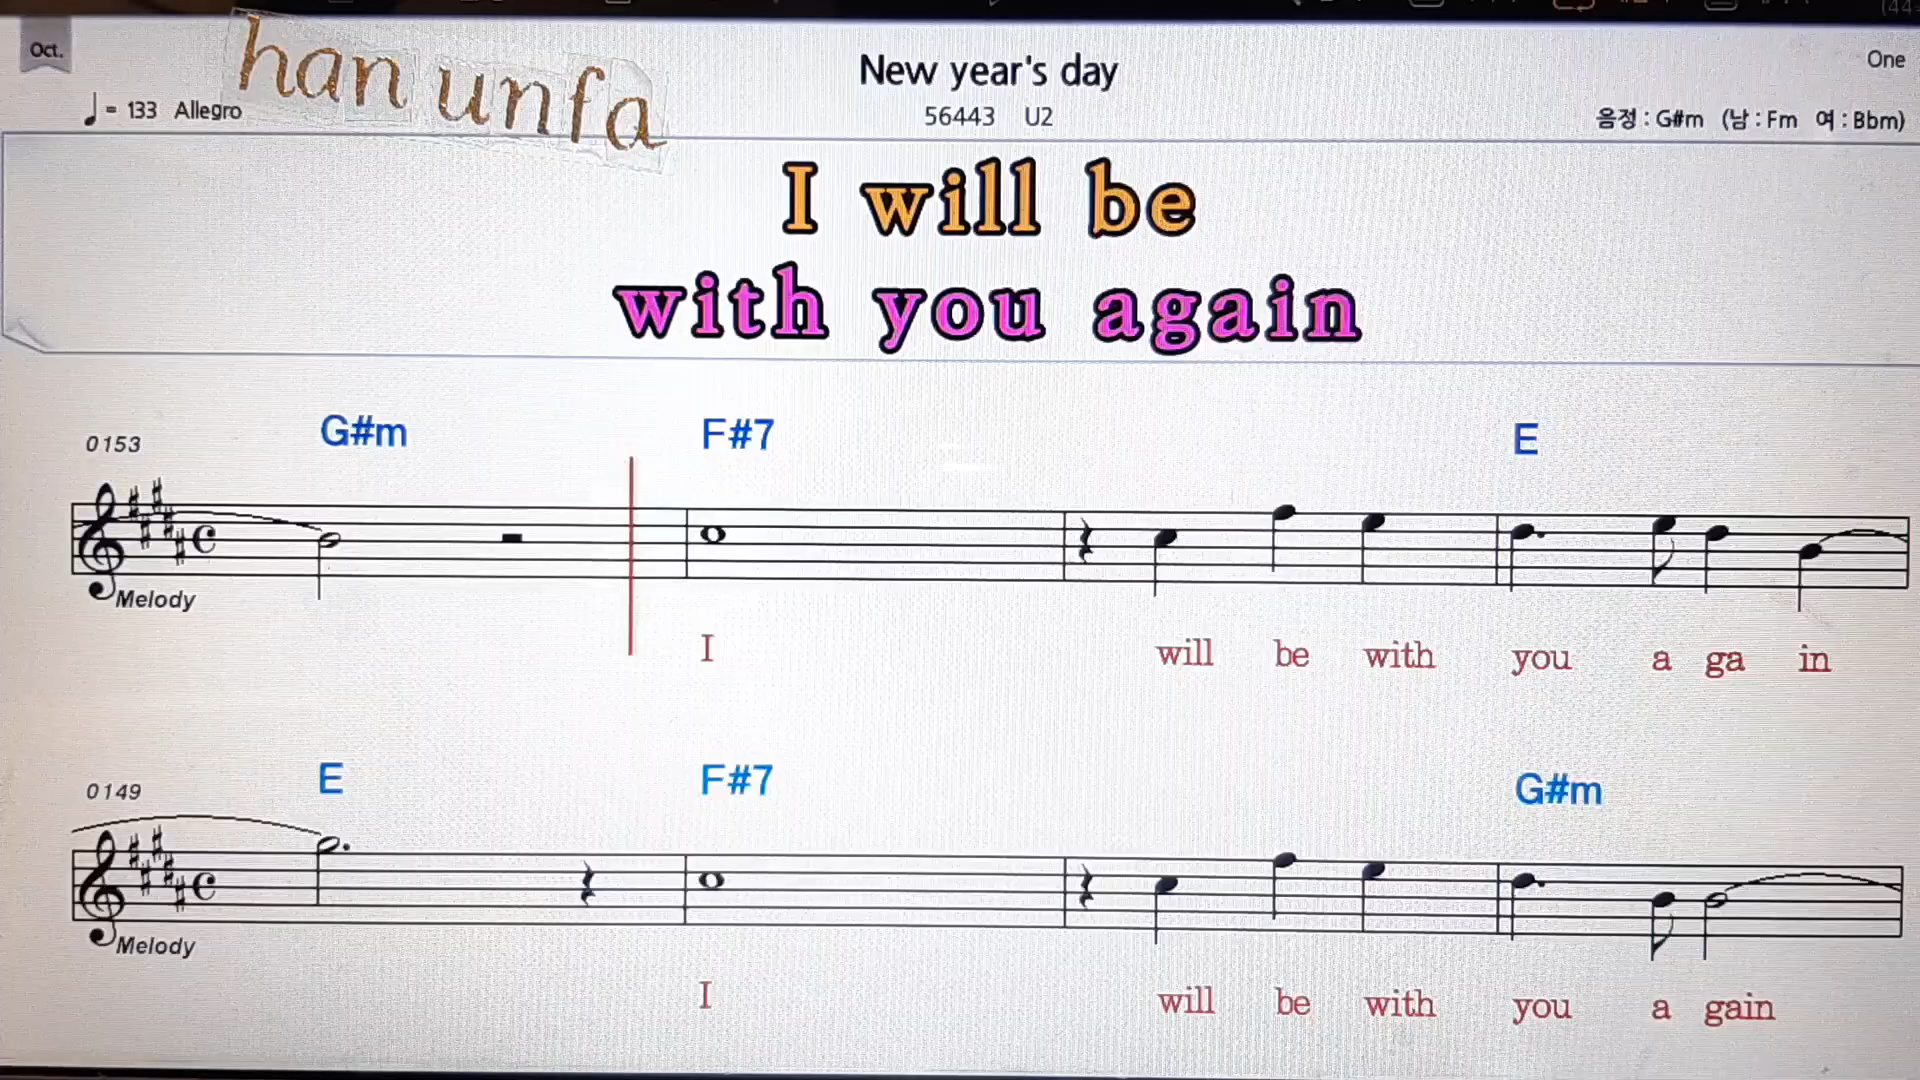 Oct.
han unfa
New year's day
One
♩ = 133 Allegro
56443 U2
음정 : G#m (남 : Fm 여 : Bbm)
I will be
with you again
G#m F#7 E
0153
Melody
I will be with you a ga in
E F#7 G#m
0149
Melody
I will be with you a gain